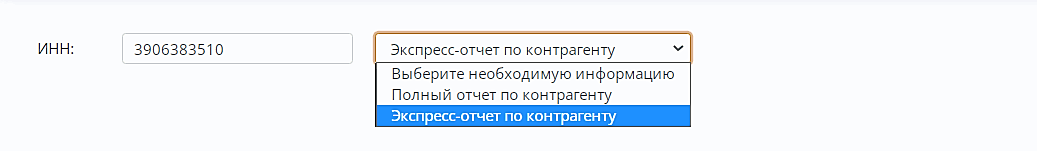 ИНН: 3906383510 Экспресс-отчет по контрагенту
Выберите необходимую информацию
Полный отчет по контрагенту
Экспресс-отчет по контрагенту